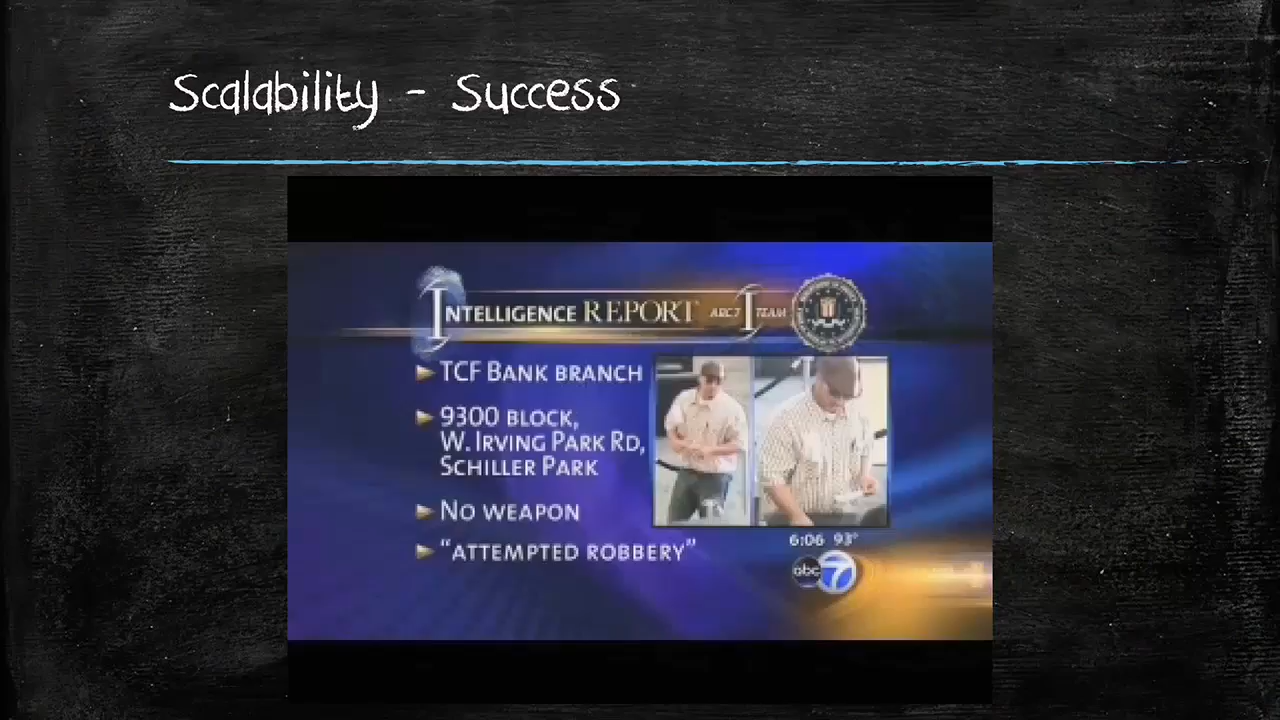 Scalability - Success
INTELLIGENCE REPORT ABC7 I TEAM
TCF BANK BRANCH
9300 BLOCK,
W. IRVING PARK RD,
SCHILLER PARK
NO WEAPON
"ATTEMPTED ROBBERY"
6:06 93°
abc 7